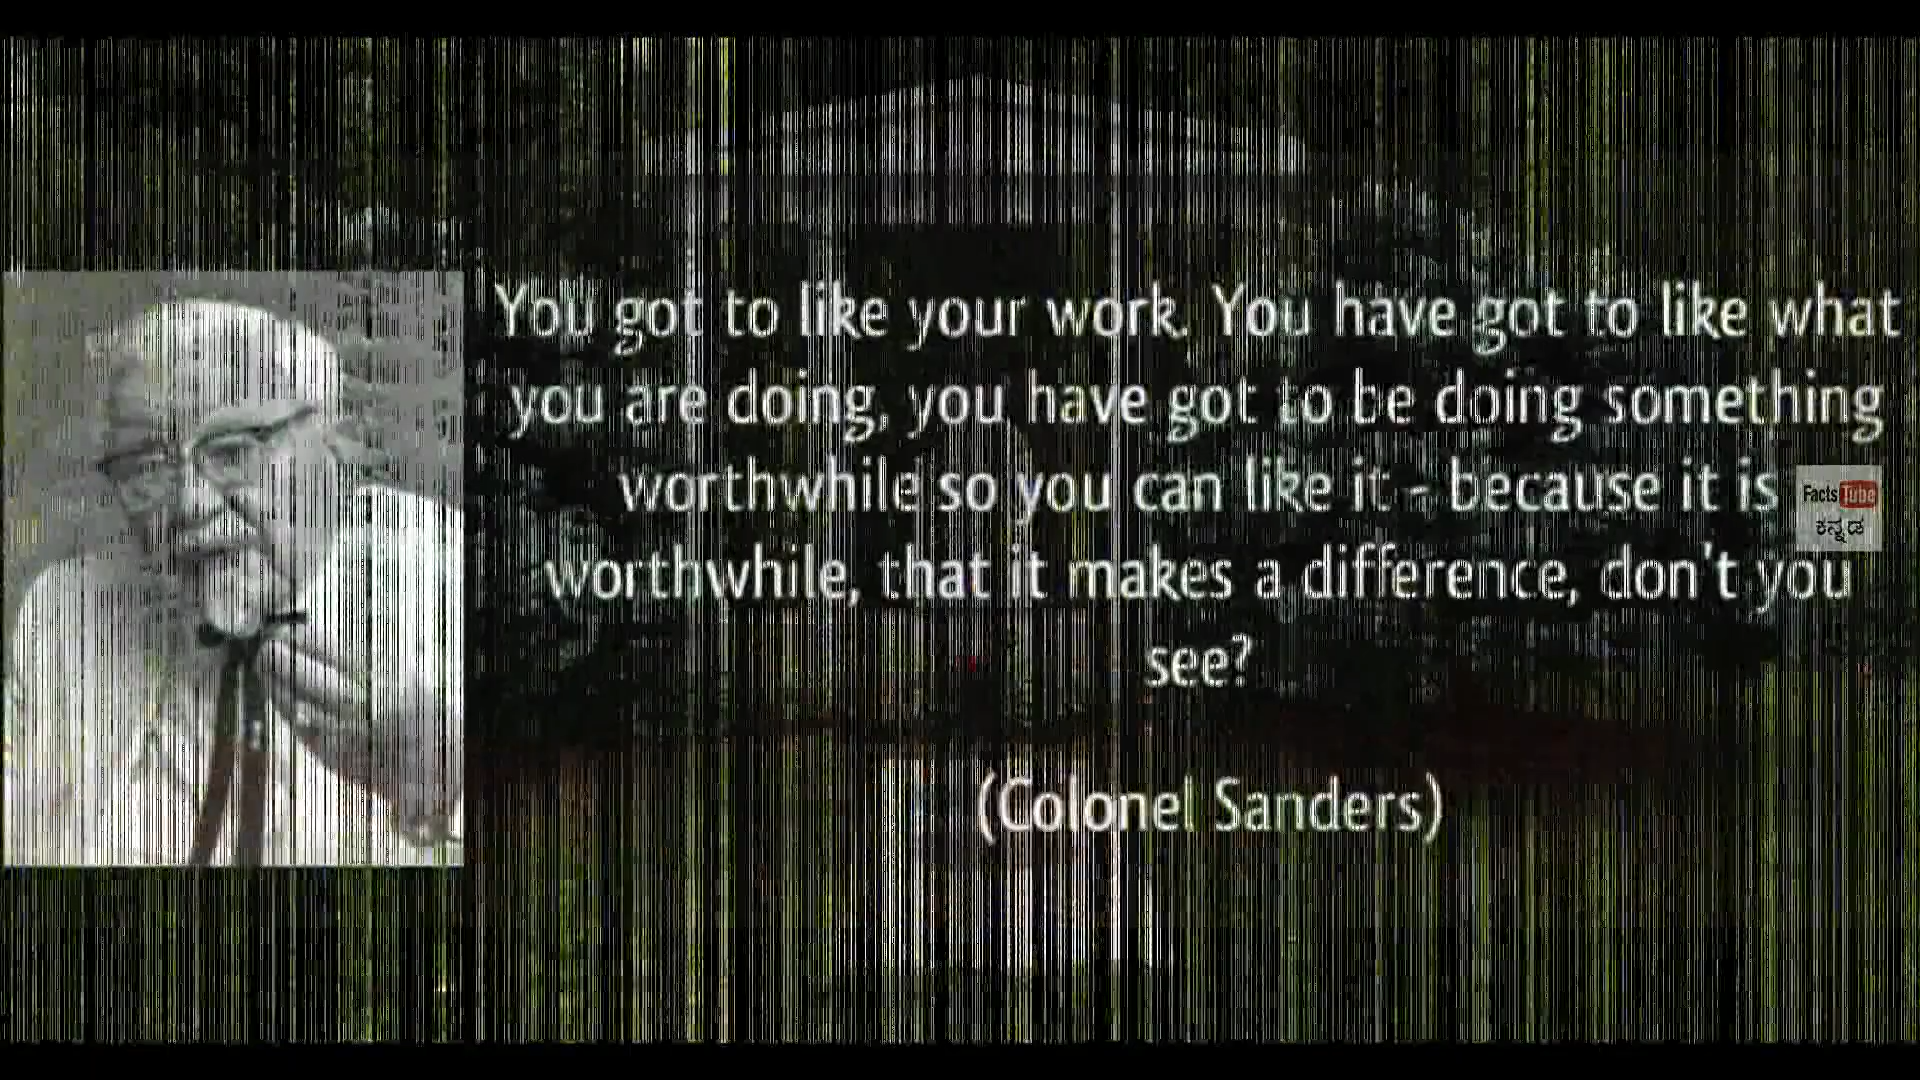 You got to like your work. You have got to like what
you are doing, you have got to be doing something
worthwhile so you can like it - because it is
worthwhile, that it makes a difference, don't you
see?
(Colonel Sanders)
Facts Tube
ಕನ್ನಡ